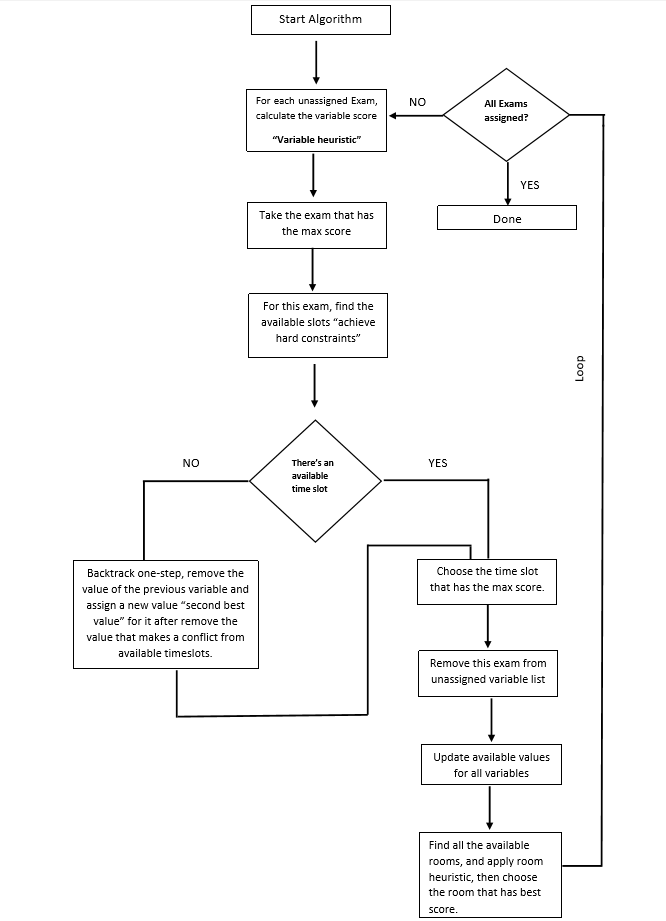 Start Algorithm
For each unassigned Exam,
calculate the variable score
“Variable heuristic”
NO
All Exams
assigned?
YES
Done
Take the exam that has
the max score
For this exam, find the
available slots “achieve
hard constraints”
Loop
NO
There’s an
available
time slot
YES
Backtrack one-step, remove the
value of the previous variable and
assign a new value “second best
value” for it after remove the
value that makes a conflict from
available timeslots.
Choose the time slot
that has the max score.
Remove this exam from
unassigned variable list
Update available values
for all variables
Find all the available
rooms, and apply room
heuristic, then choose
the room that has best
score.